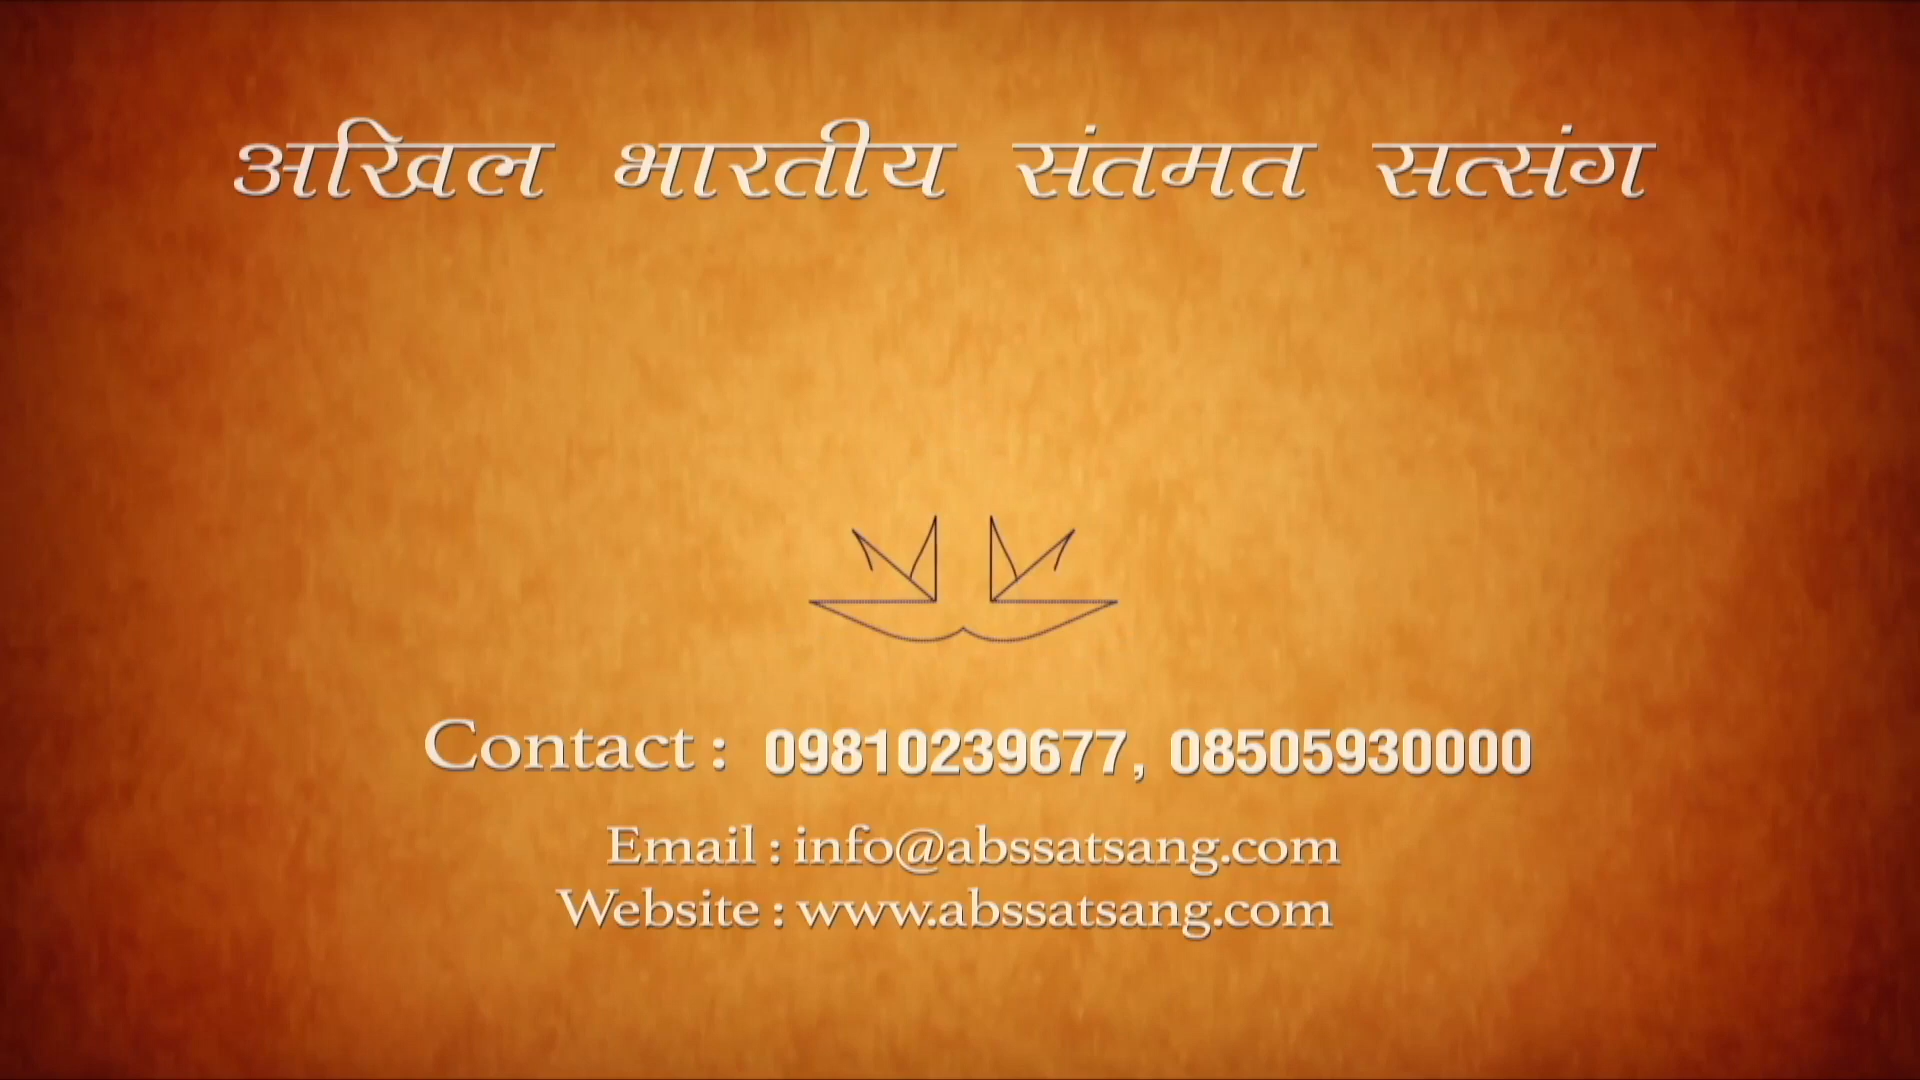 अखिल भारतीय संतमत सत्संग
Contact : 09810239677, 08505930000
Email : info@abssatsang.com
Website : www.abssatsang.com